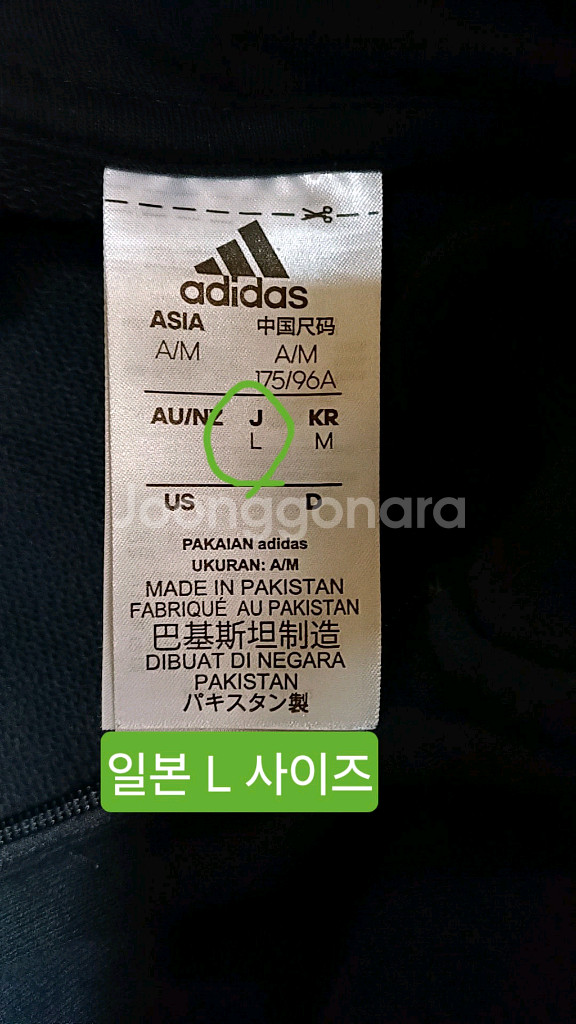 adidas
ASIA 中国尺码
A/M A/M
175/96A
AU/NZ J KR
L M
US D
Joonggonara
PAKAIAN adidas
UKURAN: A/M
MADE IN PAKISTAN
FABRIQUÉ AU PAKISTAN
巴基斯坦制造
DIBUAT DI NEGARA
PAKISTAN
パキスタン製
일본 L 사이즈